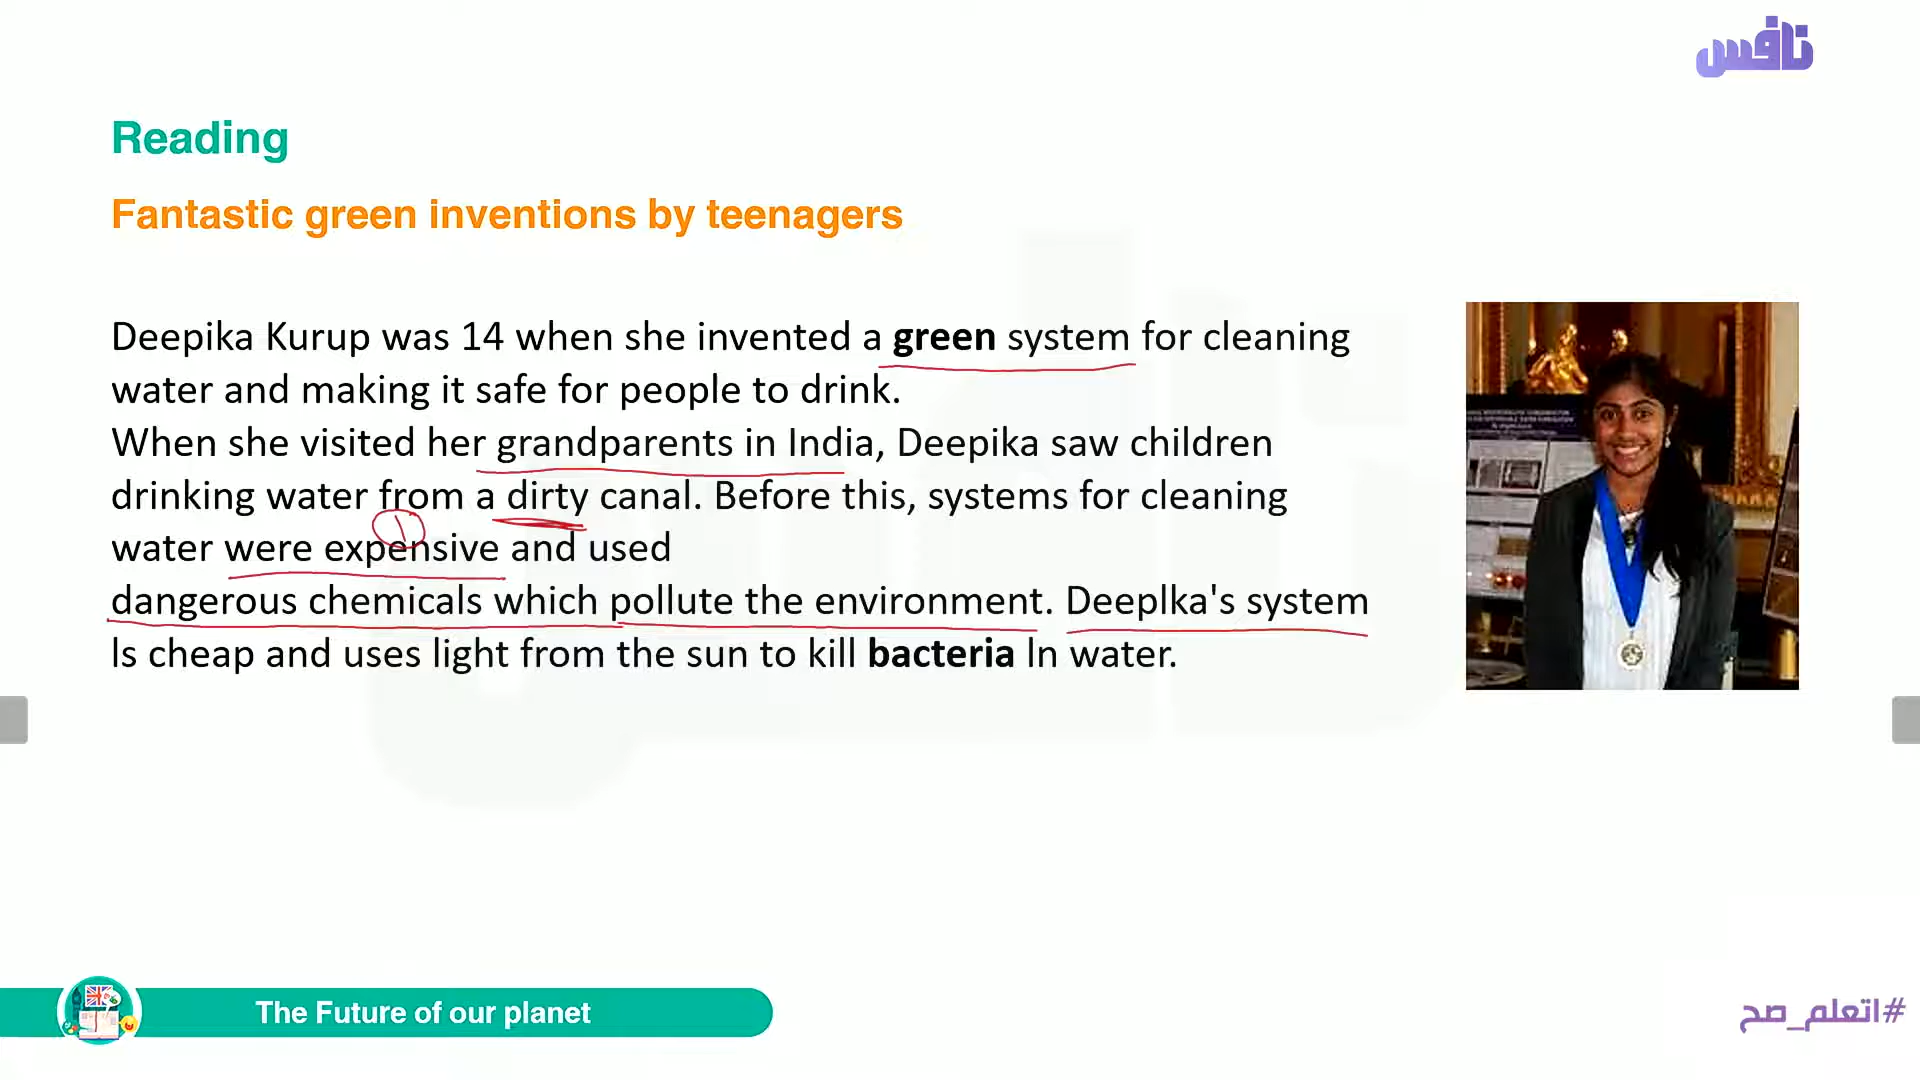 نافس
Reading
Fantastic green inventions by teenagers
Deepika Kurup was 14 when she invented a green system for cleaning
water and making it safe for people to drink.
When she visited her grandparents in India, Deepika saw children
drinking water from a dirty canal. Before this, systems for cleaning
1
water were expensive and used
dangerous chemicals which pollute the environment. Deeplka's system
ls cheap and uses light from the sun to kill bacteria ln water.
The Future of our planet
#اتعلم_صح